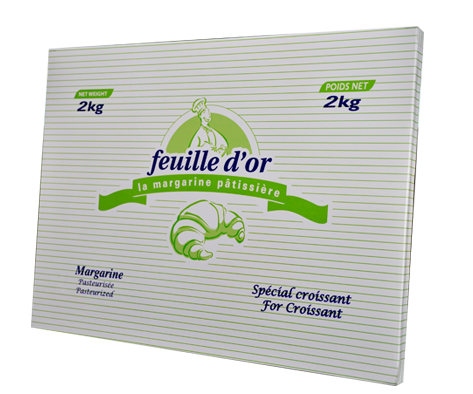 NET WEIGHT
2kg
POIDS NET
2kg
feuille d'or
la margarine pâtissière
Margarine
Pasteurisée
Pasteurized
Spécial croissant
For Croissant